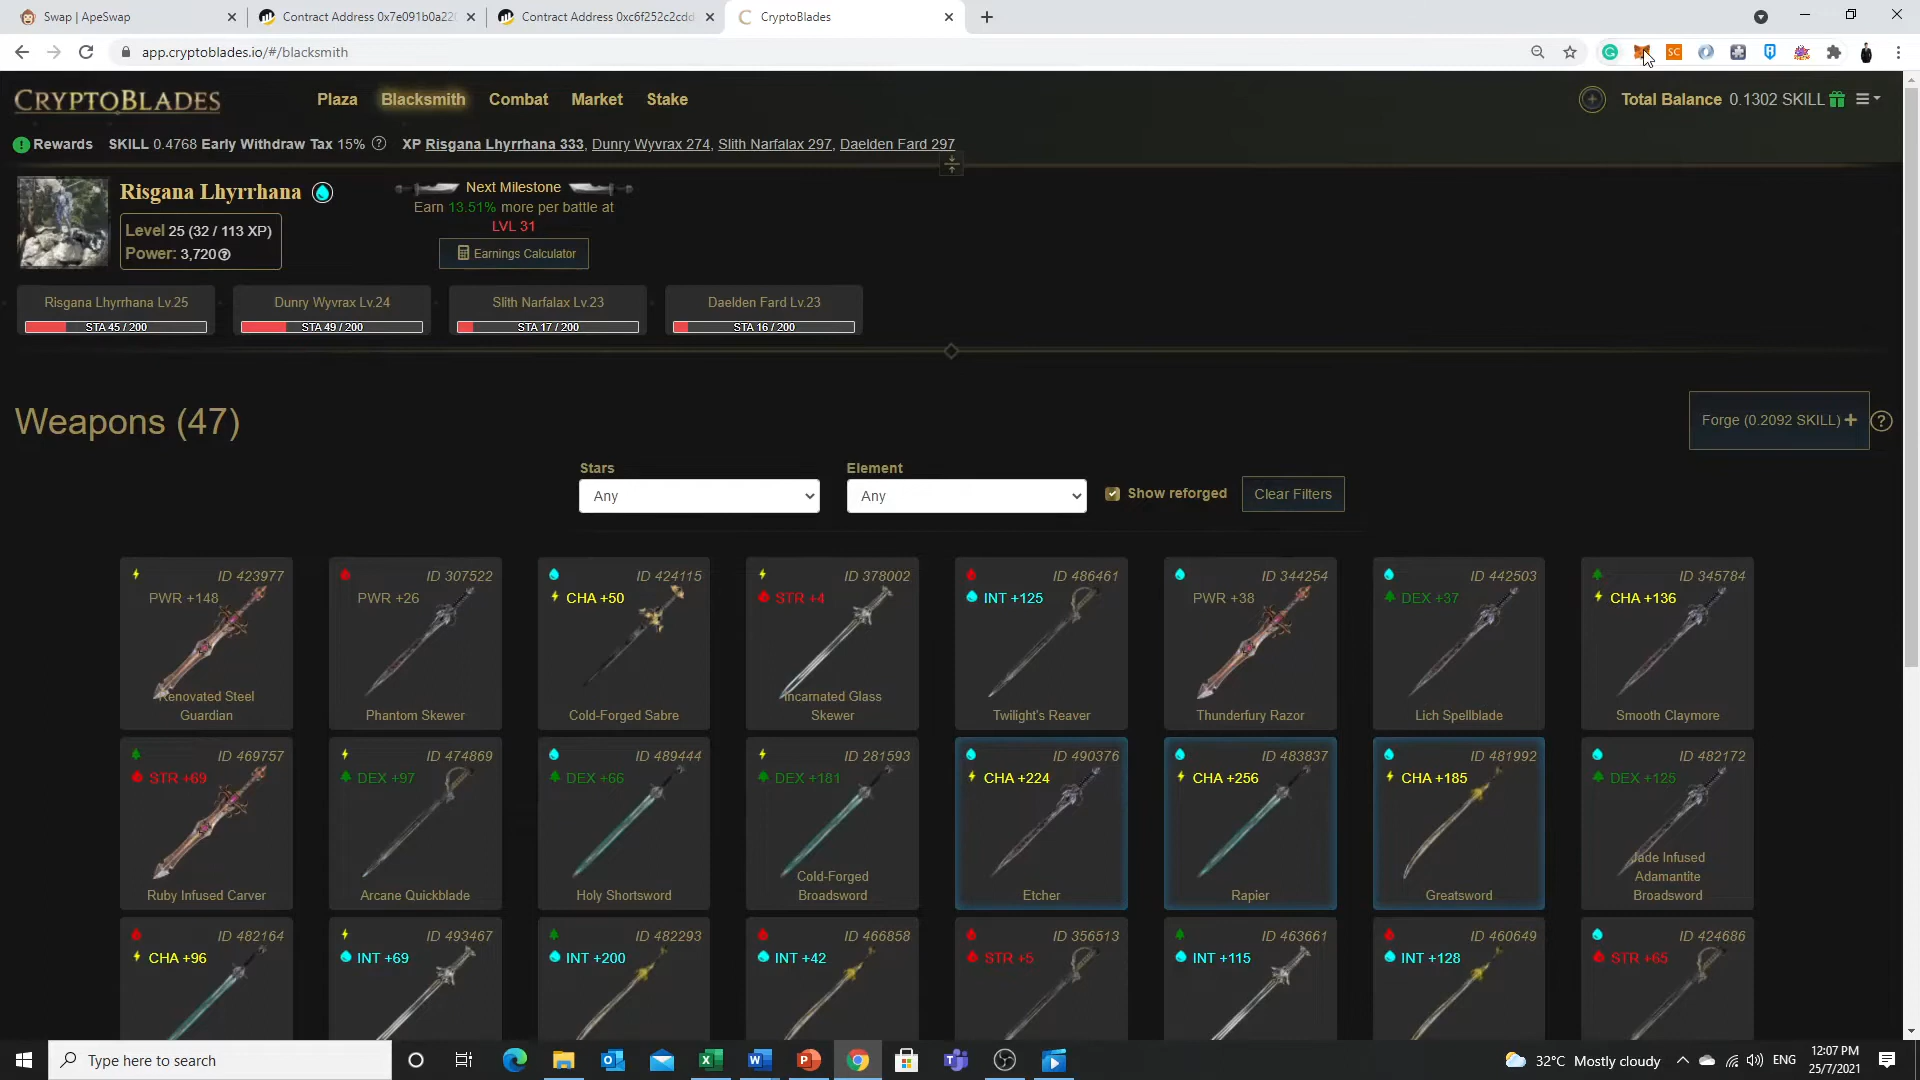 Swap | ApeSwap
Contract Address 0x7e091b0a220
Contract Address 0xc6f252c2cdd
CryptoBlades
app.cryptoblades.io/#/blacksmith
CRYPTOBLADES
Plaza Blacksmith Combat Market Stake
Total Balance 0.1302 SKILL
Rewards SKILL 0.4768 Early Withdraw Tax 15% XP Risgana Lhyrrhana 333, Dunry Wyvrax 274, Slith Narfalax 297, Daelden Fard 297
Risgana Lhyrrhana
Level 25 (32 / 113 XP)
Power: 3,720
Next Milestone
Earn 13.51% more per battle at
LVL 31
Earnings Calculator
Risgana Lhyrrhana Lv.25
STA 45 / 200
Dunry Wyvrax Lv.24
STA 49 / 200
Slith Narfalax Lv.23
STA 17 / 200
Daelden Fard Lv.23
STA 16 / 200
Weapons (47)
Forge (0.2092 SKILL) +
Stars
Any
Element
Any
Show reforged
Clear Filters
ID 423977
PWR +148
Renovated Steel
Guardian
ID 307522
PWR +26
Phantom Skewer
ID 424115
CHA +50
Cold-Forged Sabre
ID 378002
STR +4
Incarnated Glass
Skewer
ID 486461
INT +125
Twilight's Reaver
ID 344254
PWR +38
Thunderfury Razor
ID 442503
DEX +37
Lich Spellblade
ID 345784
CHA +136
Smooth Claymore
ID 469757
STR +69
Ruby Infused Carver
ID 474869
DEX +97
Arcane Quickblade
ID 489444
DEX +66
Holy Shortsword
ID 281593
DEX +181
Cold-Forged
Broadsword
ID 490376
CHA +224
Etcher
ID 483837
CHA +256
Rapier
ID 481992
CHA +185
Greatsword
ID 482172
DEX +125
Jade Infused
Adamantite
Broadsword
ID 482164
CHA +96
ID 493467
INT +69
ID 482293
INT +200
ID 466858
INT +42
ID 356513
STR +5
ID 463661
INT +115
ID 460649
INT +128
ID 424686
STR +65
Type here to search
32°C Mostly cloudy
ENG
12:07 PM
25/7/2021